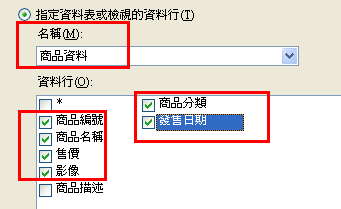 指定資料表或檢視的資料行(T)
名稱(M):
商品資料
資料行(O):
*
商品編號
商品名稱
售價
影像
商品描述
商品分類
發售日期